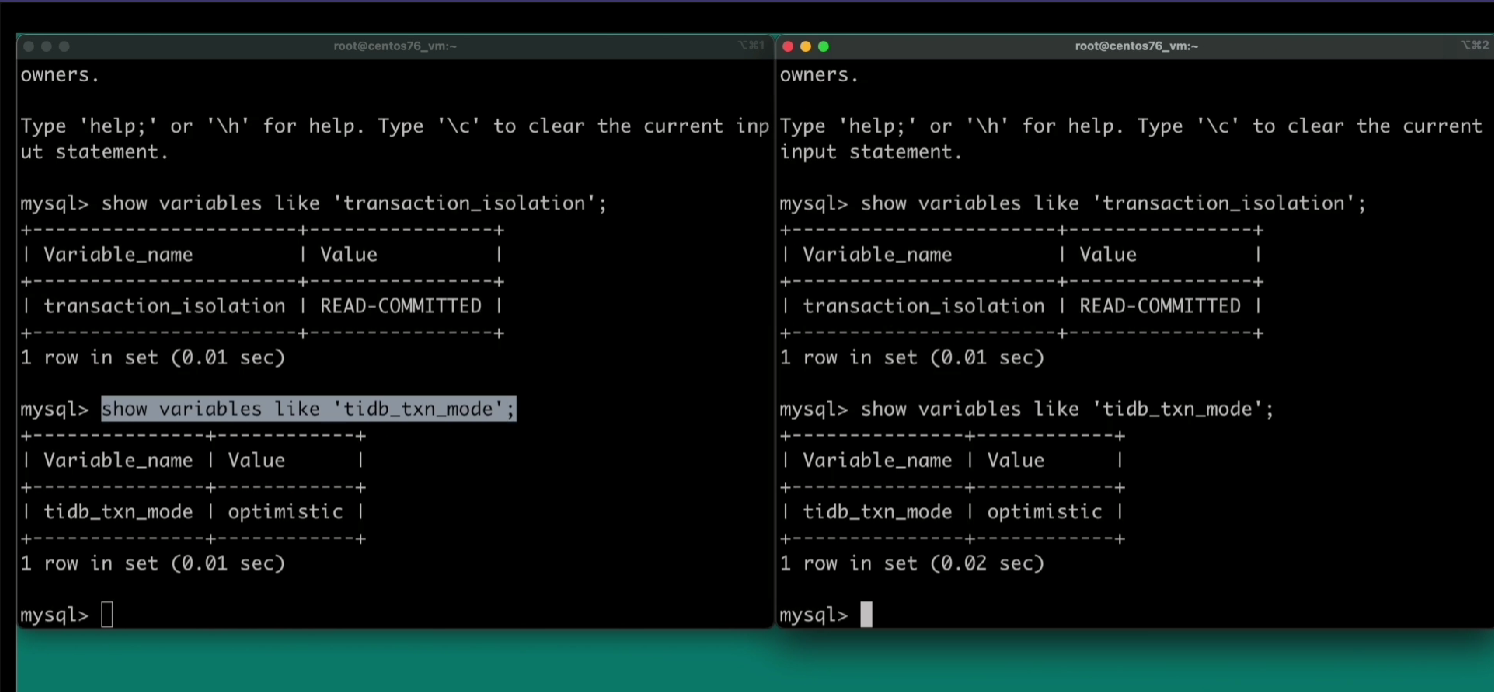 root@centos76_vm:~
⌥⌘1
owners.
Type 'help;' or '\h' for help. Type '\c' to clear the current inp
ut statement.
mysql> show variables like 'transaction_isolation';
+-----------------------+----------------+
| Variable_name         | Value          |
+-----------------------+----------------+
| transaction_isolation | READ-COMMITTED |
+-----------------------+----------------+
1 row in set (0.01 sec)
mysql> show variables like 'tidb_txn_mode';
+---------------+------------+
| Variable_name | Value      |
+---------------+------------+
| tidb_txn_mode | optimistic |
+---------------+------------+
1 row in set (0.01 sec)
mysql>
root@centos76_vm:~
⌥⌘2
owners.
Type 'help;' or '\h' for help. Type '\c' to clear the current
input statement.
mysql> show variables like 'transaction_isolation';
+-----------------------+----------------+
| Variable_name         | Value          |
+-----------------------+----------------+
| transaction_isolation | READ-COMMITTED |
+-----------------------+----------------+
1 row in set (0.01 sec)
mysql> show variables like 'tidb_txn_mode';
+---------------+------------+
| Variable_name | Value      |
+---------------+------------+
| tidb_txn_mode | optimistic |
+---------------+------------+
1 row in set (0.02 sec)
mysql>